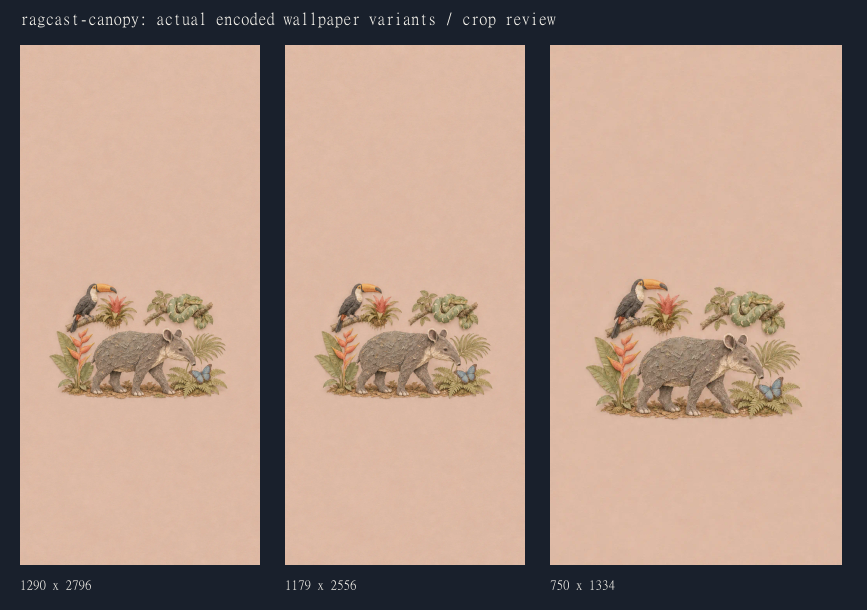 ragcast-canopy: actual encoded wallpaper variants / crop review
1290 x 2796
1179 x 2556
750 x 1334